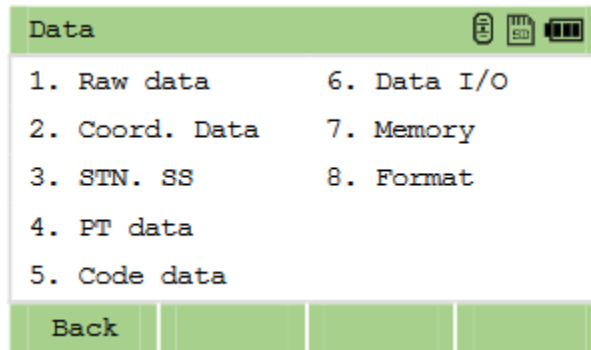 Data
1. Raw data
2. Coord. Data
3. STN. SS
4. PT data
5. Code data
6. Data I/O
7. Memory
8. Format
Back